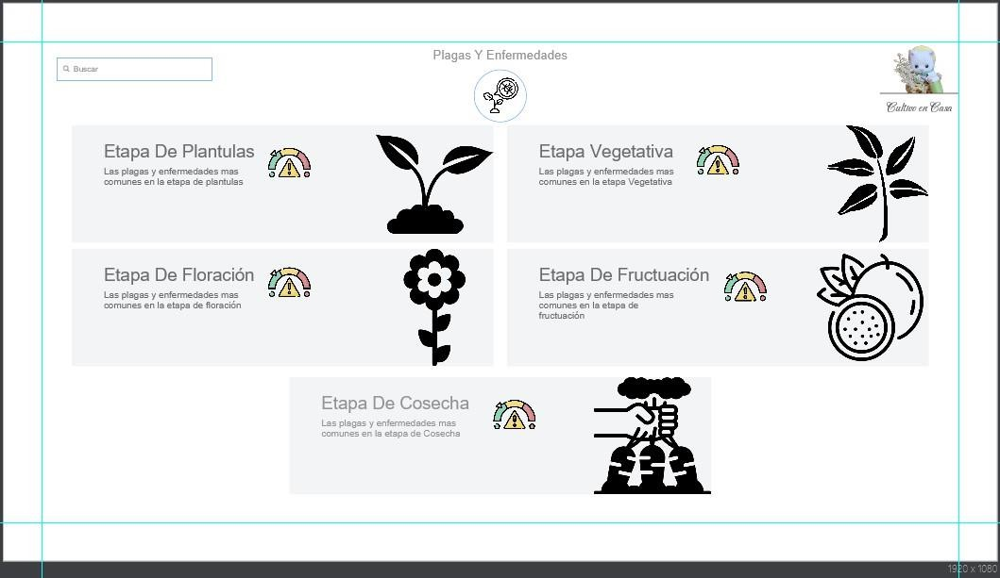 Plagas Y Enfermedades
Buscar
Cultivo en Casa
Etapa De Plantulas
Las plagas y enfermedades mas
comunes en la etapa de plantulas
Etapa Vegetativa
Las plagas y enfermedades mas
comunes en la etapa Vegetativa
Etapa De Floración
Las plagas y enfermedades mas
comunes en la etapa de floración
Etapa De Fructuación
Las plagas y enfermedades mas
comunes en la etapa de
fructuación
Etapa De Cosecha
Las plagas y enfermedades mas
comunes en la etapa de Cosecha
1920 x 1080